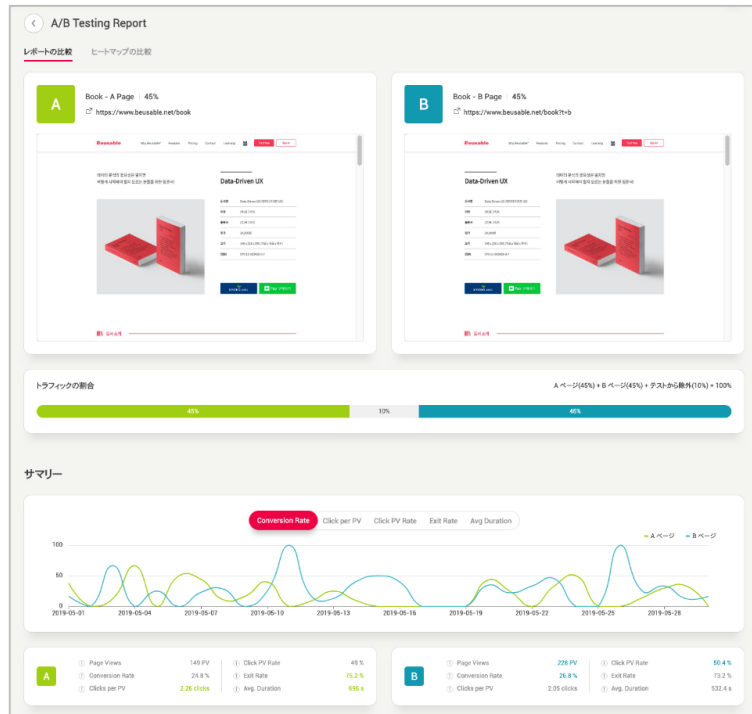 A/B Testing Report
レポートの比較
ヒートマップの比較
A
Book - A Page 45%
https://www.beusable.net/book
B
Book - B Page 45%
https://www.beusable.net/book?t=b
Beusable
Data-Driven UX
Beusable
Data-Driven UX
トラフィックの割合
A ページ(45%) + B ページ(45%) + テストから除外(10%) = 100%
45% 10% 45%
サマリー
Conversion Rate Click per PV Click PV Rate Exit Rate Avg Duration
A ページ B ページ
100
50
0
2019-05-01 2019-05-04 2019-05-07 2019-05-10 2019-05-13 2019-05-16 2019-05-19 2019-05-22 2019-05-25 2019-05-28
A
Page Views 149 PV
Conversion Rate 24.8 %
Clicks per PV 2.26 clicks
Click PV Rate 49 %
Exit Rate 75.2 %
Avg. Duration 696 s
B
Page Views 226 PV
Conversion Rate 26.8 %
Clicks per PV 2.05 clicks
Click PV Rate 50.4 %
Exit Rate 73.2 %
Avg. Duration 532.4 s